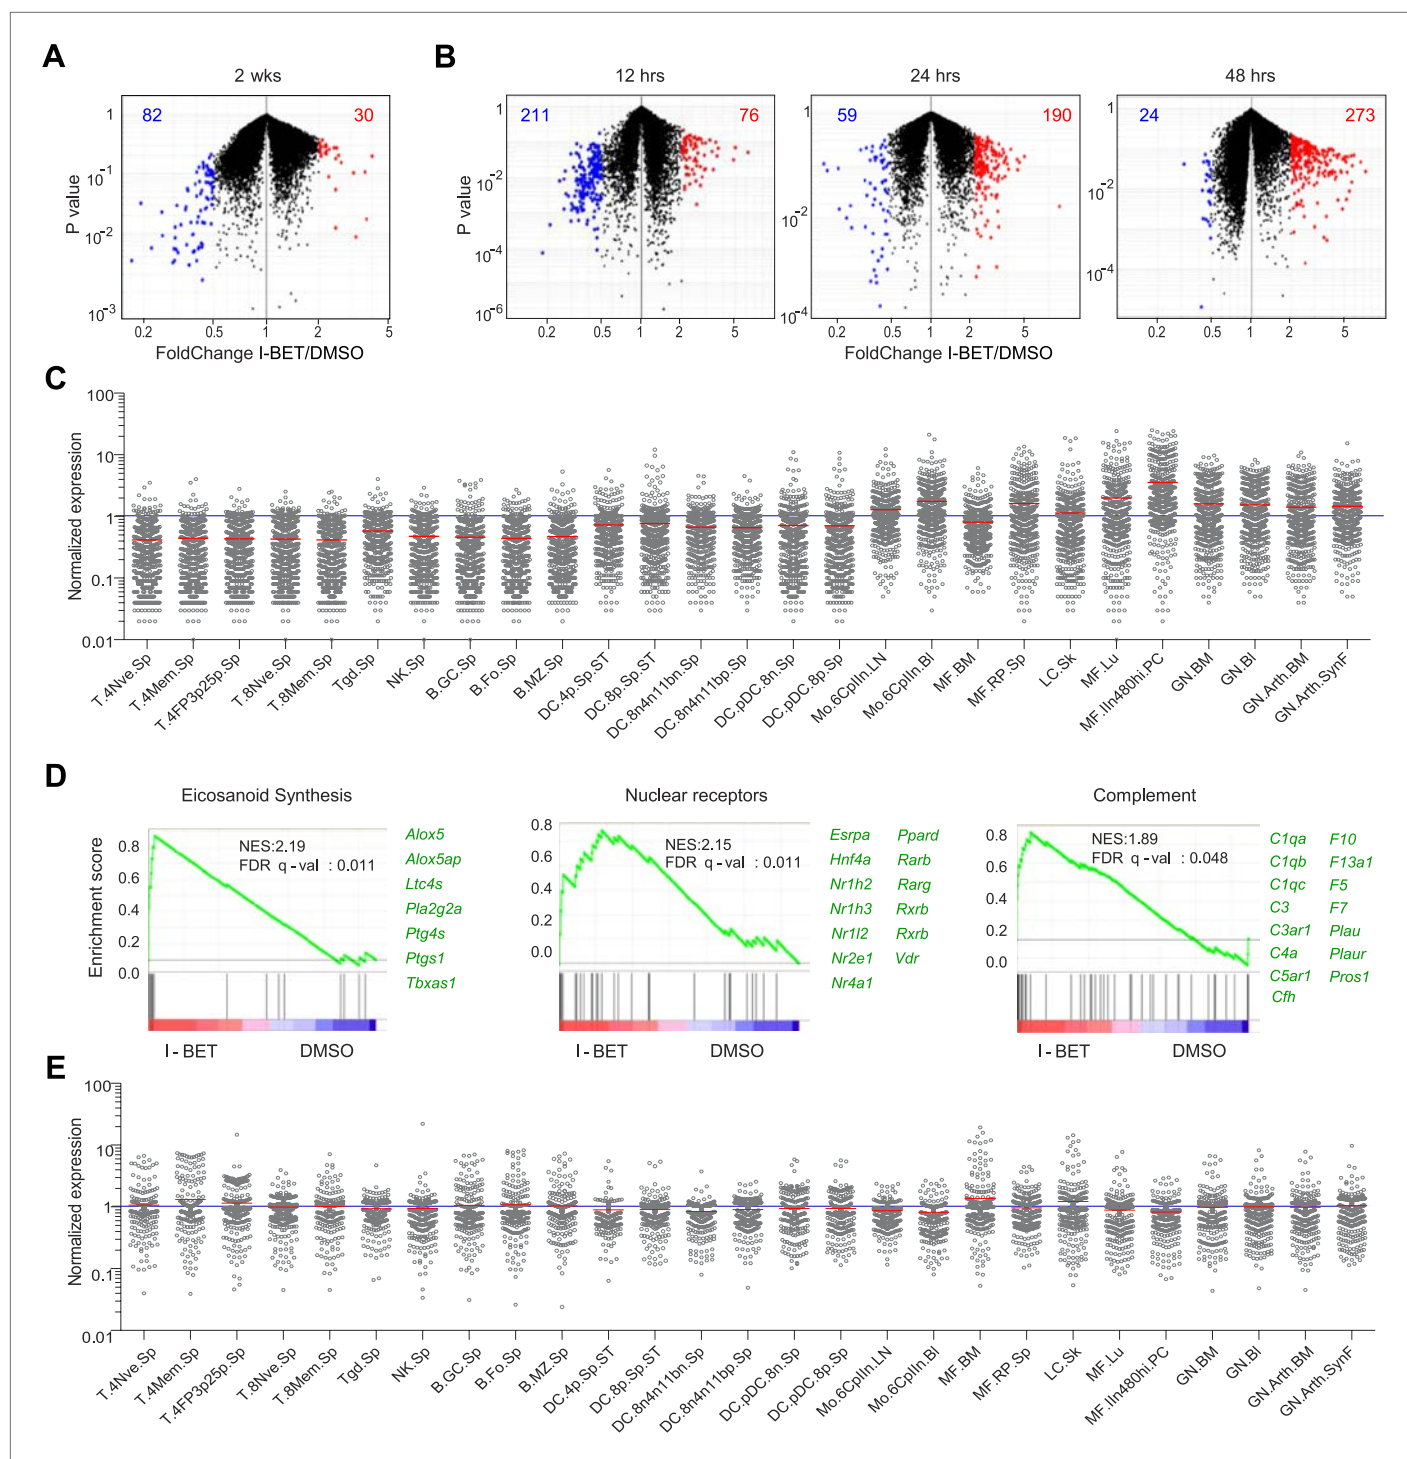 A
B
2 wks
12 hrs
24 hrs
48 hrs
82
30
211
76
59
190
24
273
P value
1
10-1
10-2
10-3
0.2 0.5 1 2 5
FoldChange I-BET/DMSO
P value
1
10-2
10-4
10-6
0.2 0.5 1 2 5
1
10-2
10-4
0.2 0.5 1 2 5
FoldChange I-BET/DMSO
1
10-2
10-4
0.2 0.5 1 2 5
C
Normalized expression
100
10
1
0.1
0.01
T.4Nve.Sp
T.4Mem.Sp
T.4FP3p25p.Sp
T.8Nve.Sp
T.8Mem.Sp
Tgd.Sp
NK.Sp
B.GC.Sp
B.Fo.Sp
B.MZ.Sp
DC.4p.Sp.ST
DC.8p.Sp.ST
DC.8n4n11bn.Sp
DC.8n4n11bp.Sp
DC.pDC.8n.Sp
DC.pDC.8p.Sp
Mo.6CpIIn.LN
Mo.6CpIIn.Bl
MF.BM
MF.RP.Sp
LC.Sk
MF.Lu
MF.IIn480hi.PC
GN.BM
GN.Bl
GN.Arth.BM
GN.Arth.SynF
D
Eicosanoid Synthesis
Enrichment score
0.8
0.6
0.4
0.2
0.0
NES:2.19
FDR q-val : 0.011
I-BET DMSO
Alox5
Alox5ap
Ltc4s
Pla2g2a
Ptg4s
Ptgs1
Tbxas1
Nuclear receptors
0.8
0.6
0.4
0.2
0.0
NES:2.15
FDR q-val : 0.011
I-BET DMSO
Esrpa Ppard
Hnf4a Rarb
Nr1h2 Rarg
Nr1h3 Rxrb
Nr1l2 Rxrb
Nr2e1 Vdr
Nr4a1
Complement
0.8
0.6
0.4
0.2
0.0
NES:1.89
FDR q-val : 0.048
I-BET DMSO
C1qa F10
C1qb F13a1
C1qc F5
C3 F7
C3ar1 Plau
C4a Plaur
C5ar1 Pros1
Cfh
E
Normalized expression
100
10
1
0.1
0.01
T.4Nve.Sp
T.4Mem.Sp
T.4FP3p25p.Sp
T.8Nve.Sp
T.8Mem.Sp
Tgd.Sp
NK.Sp
B.GC.Sp
B.Fo.Sp
B.MZ.Sp
DC.4p.Sp.ST
DC.8p.Sp.ST
DC.8n4n11bn.Sp
DC.8n4n11bp.Sp
DC.pDC.8n.Sp
DC.pDC.8p.Sp
Mo.6CpIIn.LN
Mo.6CpIIn.Bl
MF.BM
MF.RP.Sp
LC.Sk
MF.Lu
MF.IIn480hi.PC
GN.BM
GN.Bl
GN.Arth.BM
GN.Arth.SynF